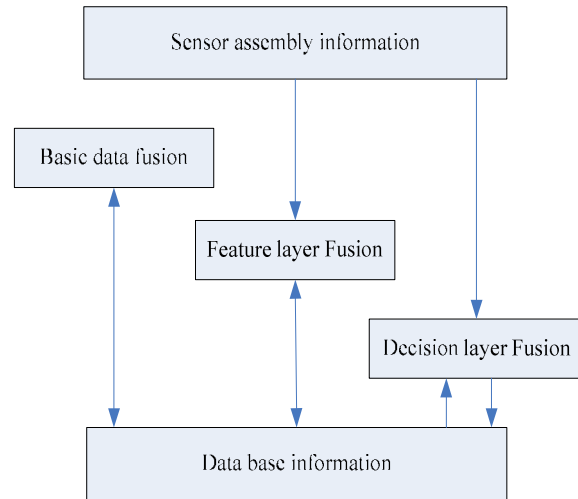 Sensor assembly information
Basic data fusion
Feature layer Fusion
Decision layer Fusion
Data base information